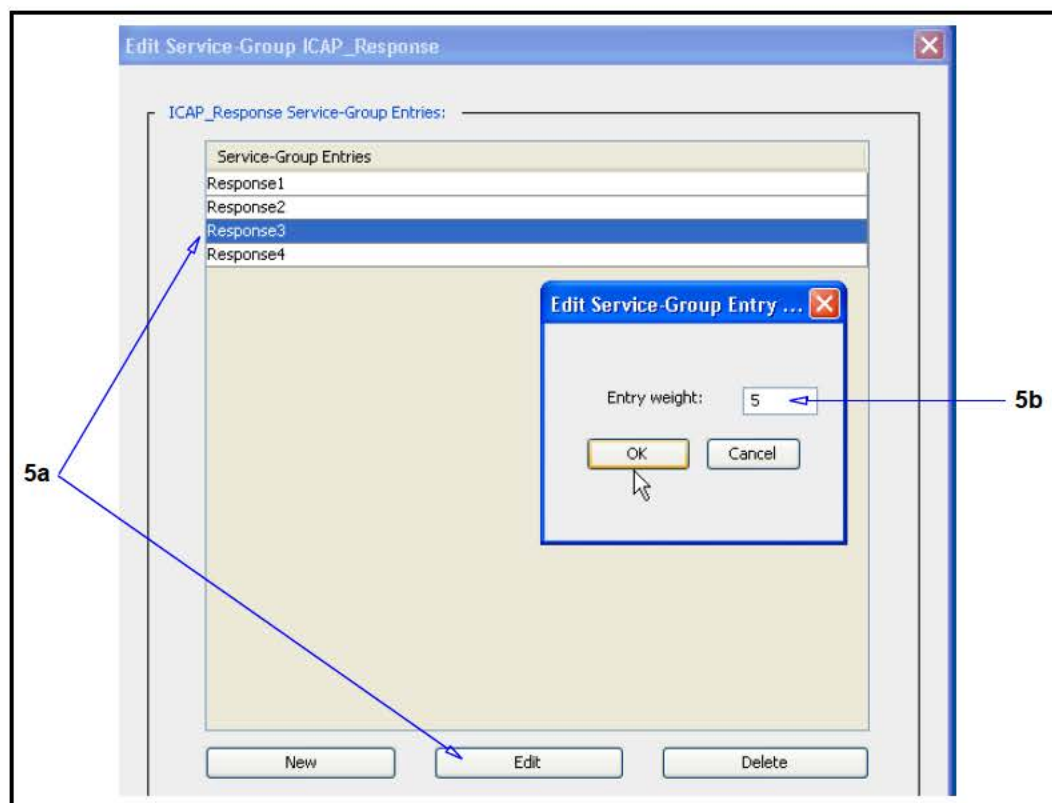 Edit Service-Group ICAP_Response
ICAP_Response Service-Group Entries:
Service-Group Entries
Response1
Response2
Response3
Response4
Edit Service-Group Entry ...
Entry weight: 5
5b
OK Cancel
5a
New Edit Delete